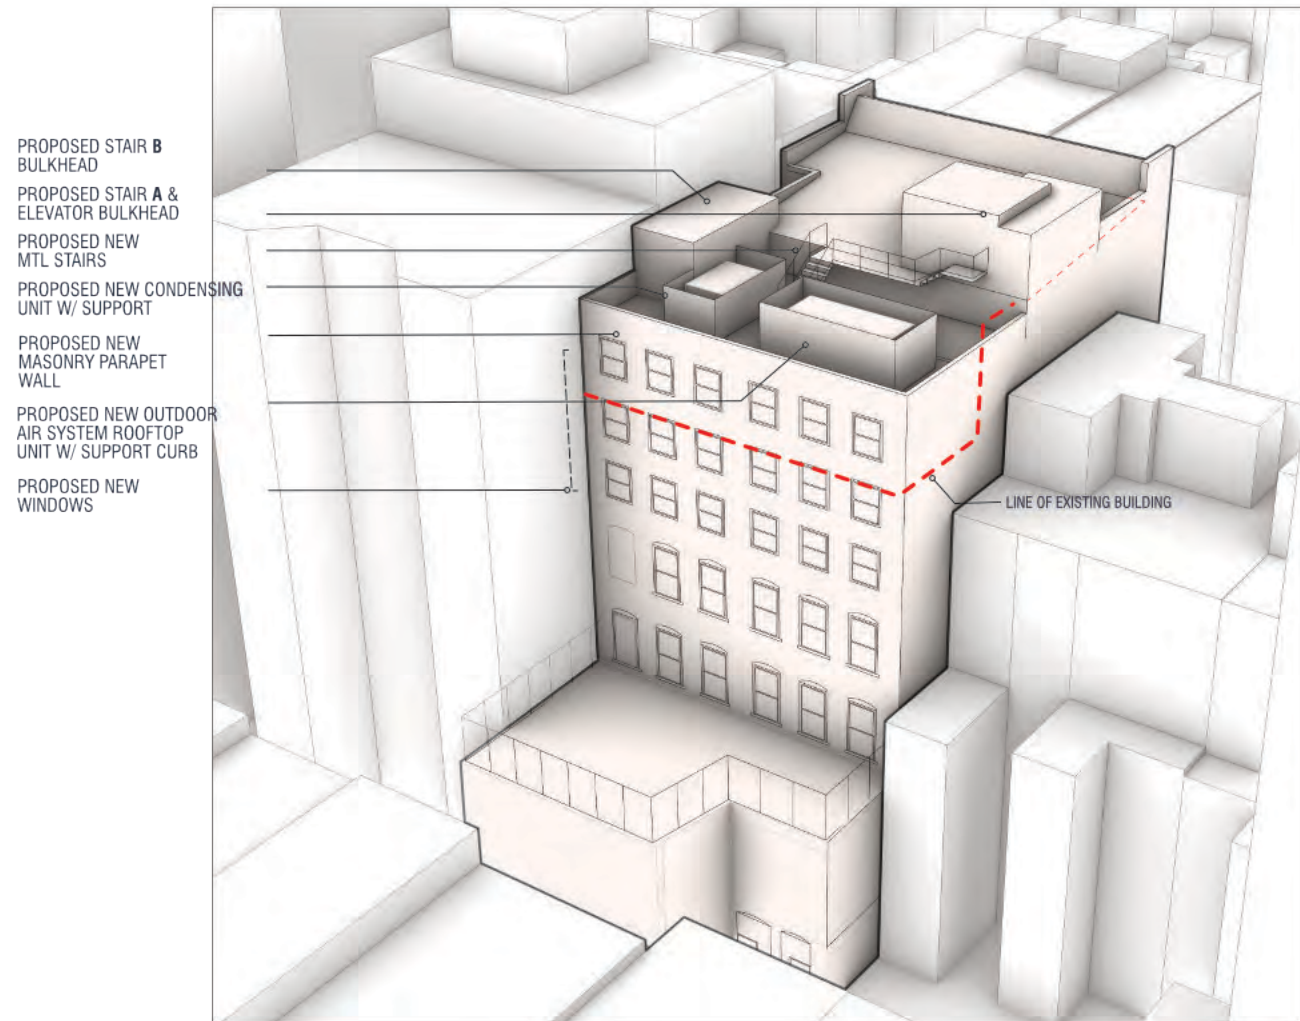 PROPOSED STAIR B
BULKHEAD
PROPOSED STAIR A &
ELEVATOR BULKHEAD
PROPOSED NEW
MTL STAIRS
PROPOSED NEW CONDENSING
UNIT W/ SUPPORT
PROPOSED NEW
MASONRY PARAPET
WALL
PROPOSED NEW OUTDOOR
AIR SYSTEM ROOFTOP
UNIT W/ SUPPORT CURB
PROPOSED NEW
WINDOWS
LINE OF EXISTING BUILDING